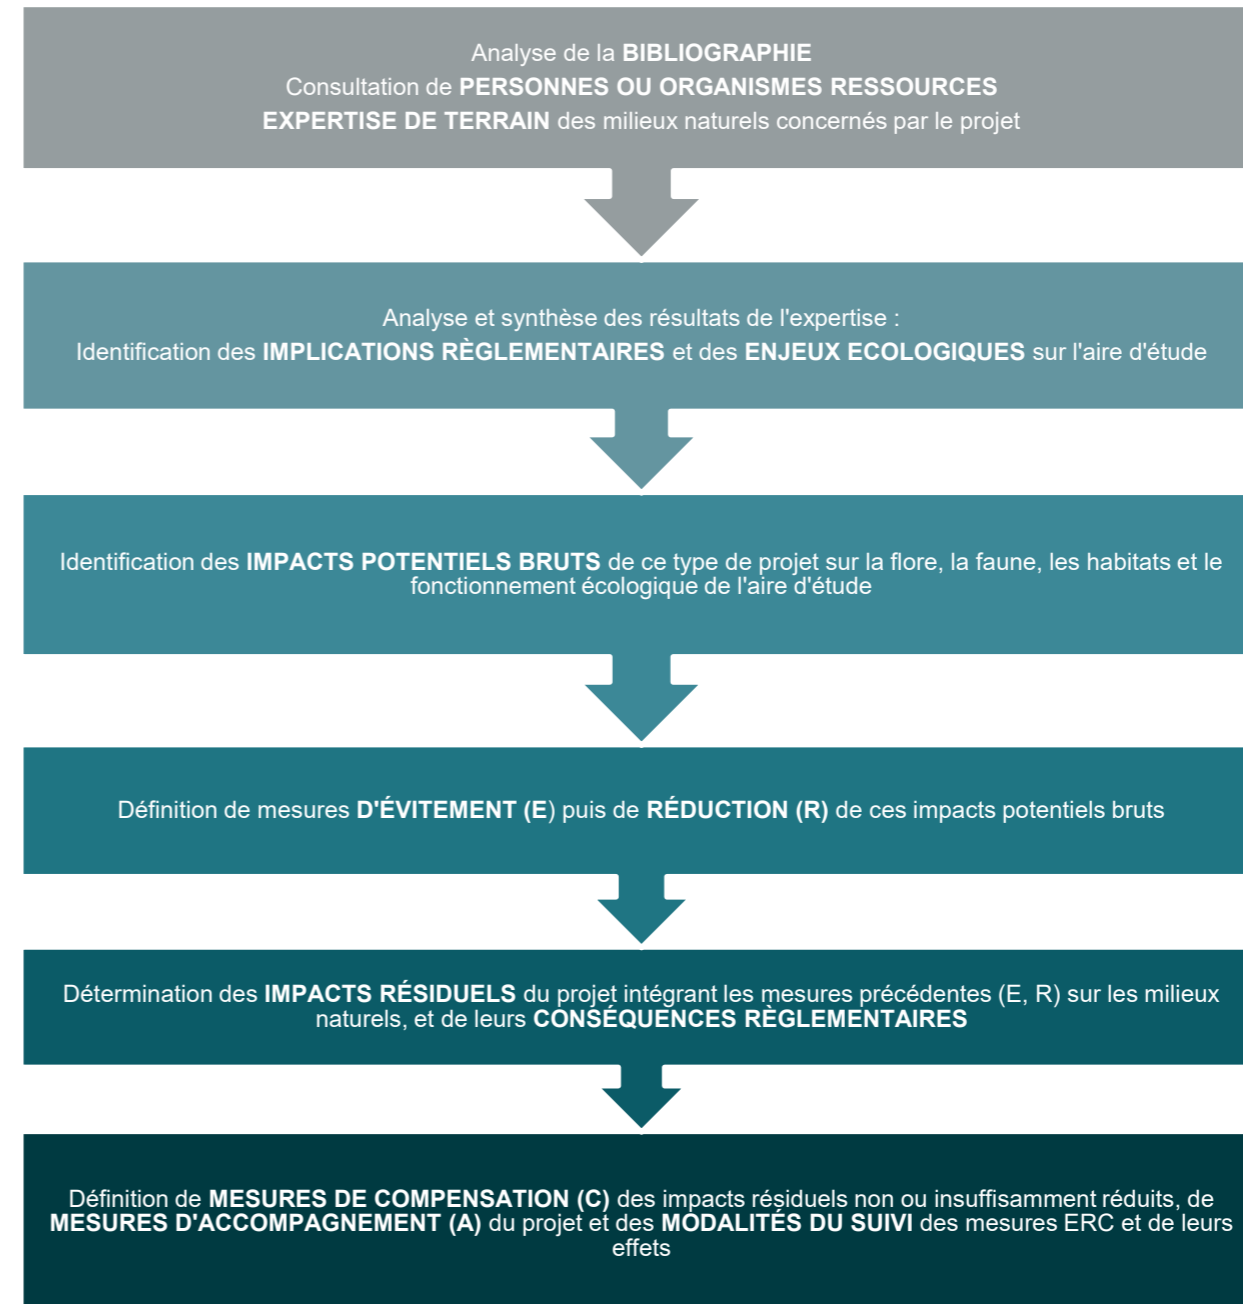 Analyse de la BIBLIOGRAPHIE
Consultation de PERSONNES OU ORGANISMES RESSOURCES
EXPERTISE DE TERRAIN des milieux naturels concernés par le projet
Analyse et synthèse des résultats de l'expertise :
Identification des IMPLICATIONS RÈGLEMENTAIRES et des ENJEUX ECOLOGIQUES sur l'aire d'étude
Identification des IMPACTS POTENTIELS BRUTS de ce type de projet sur la flore, la faune, les habitats et le
fonctionnement écologique de l'aire d'étude
Définition de mesures D'ÉVITEMENT (E) puis de RÉDUCTION (R) de ces impacts potentiels bruts
Détermination des IMPACTS RÉSIDUELS du projet intégrant les mesures précédentes (E, R) sur les milieux
naturels, et de leurs CONSÉQUENCES RÈGLEMENTAIRES
Définition de MESURES DE COMPENSATION (C) des impacts résiduels non ou insuffisamment réduits, de
MESURES D'ACCOMPAGNEMENT (A) du projet et des MODALITÉS DU SUIVI des mesures ERC et de leurs
effets